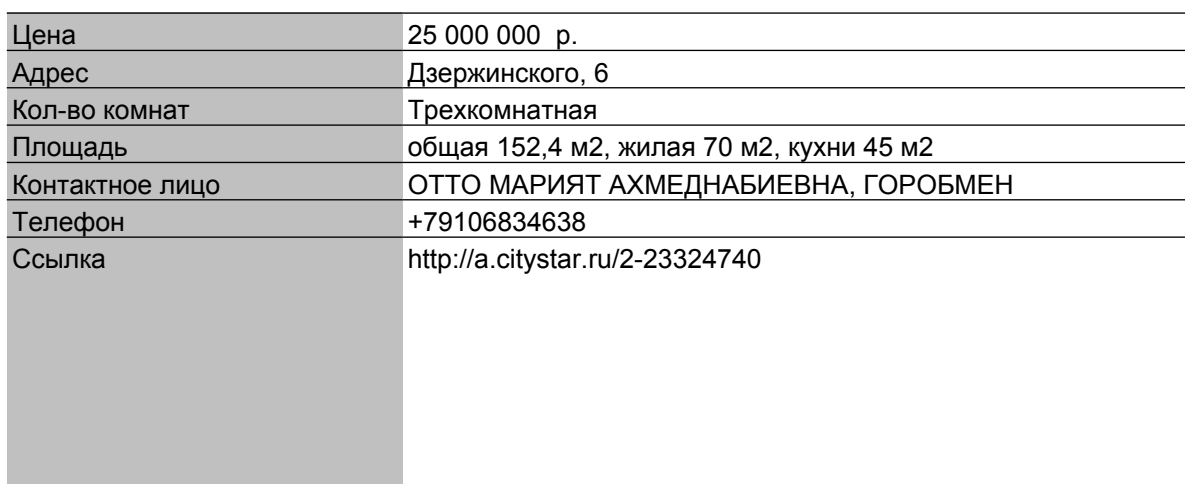 Цена 25 000 000 р.
Адрес Дзержинского, 6
Кол-во комнат Трехкомнатная
Площадь общая 152,4 м2, жилая 70 м2, кухни 45 м2
Контактное лицо ОТТО МАРИЯТ АХМЕДНАБИЕВНА, ГОРОБМЕН
Телефон +79106834638
Ссылка http://a.citystar.ru/2-23324740